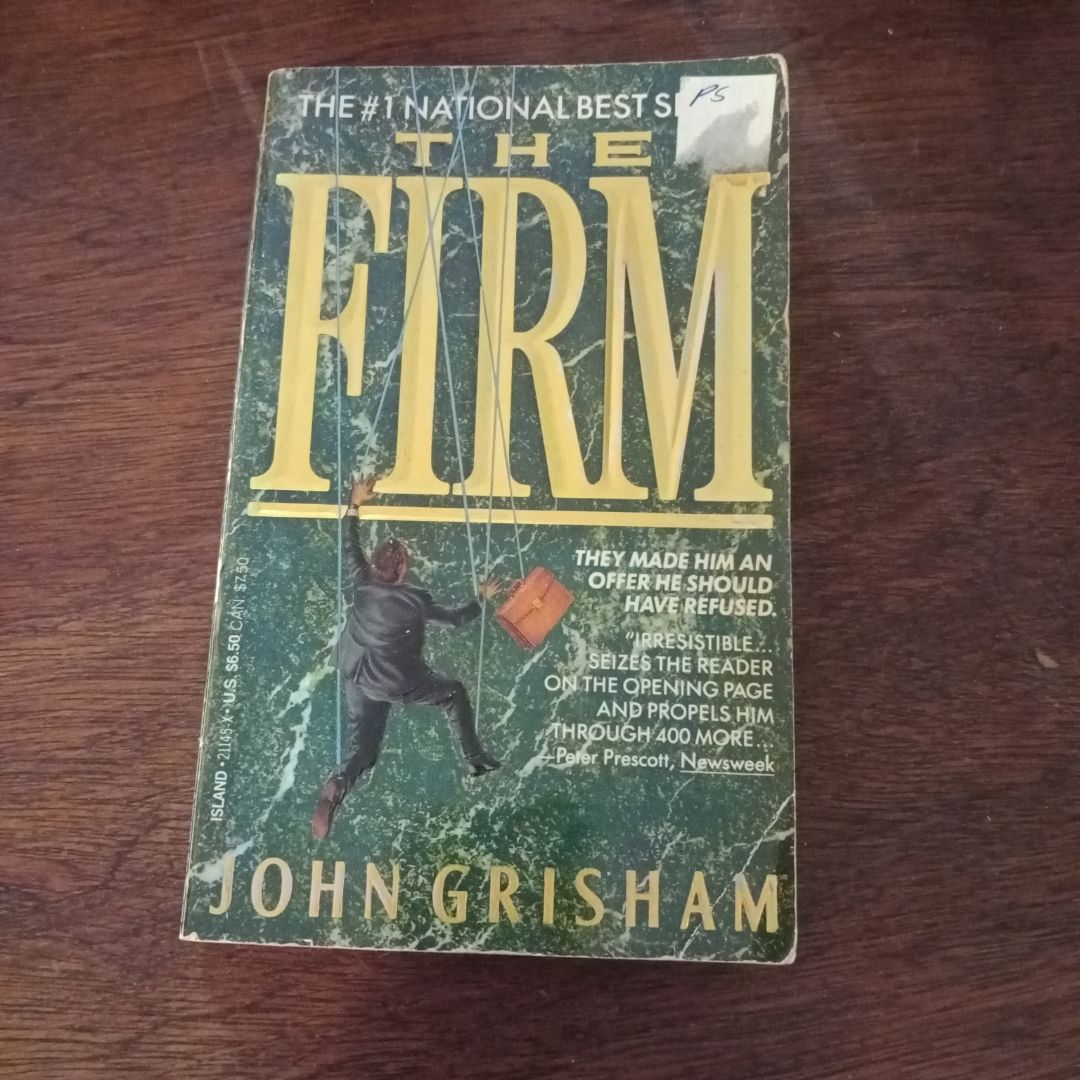 THE #1 NATIONAL BEST S
PS
THE
FIRM
THEY MADE HIM AN
OFFER HE SHOULD
HAVE REFUSED.
"IRRESISTIBLE...
SEIZES THE READER
ON THE OPENING PAGE
AND PROPELS HIM
THROUGH 400 MORE...
—Peter Prescott, Newsweek
ISLAND • 21145-X • U.S. $6.50 CAN. $7.50
JOHN GRISHAM